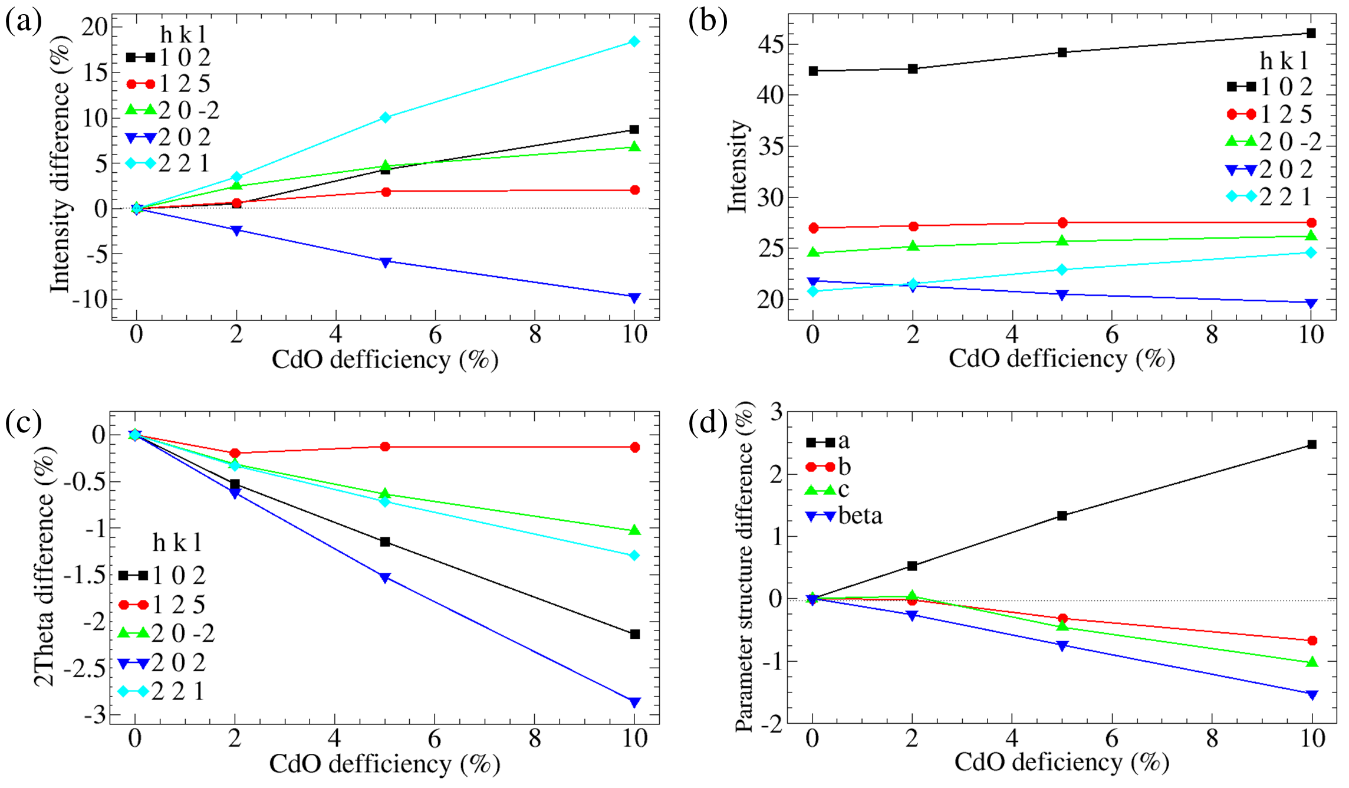 (a)
Intensity difference (%)
20
15
10
5
0
-5
-10
h k l
1 0 2
1 2 5
2 0 -2
2 0 2
2 2 1
0 2 4 6 8 10
CdO defficiency (%)
(b)
Intensity
45
42
35
33
30
28
25
20
h k l
1 0 2
1 2 5
2 0 -2
2 0 2
2 2 1
0 2 4 6 8 10
CdO defficiency (%)
(c)
2Theta difference (%)
0
-0.5
-1
-1.5
-2
-2.5
-3
h k l
1 0 2
1 2 5
2 0 -2
2 0 2
2 2 1
0 2 4 6 8 10
CdO defficiency (%)
(d)
Parameter structure difference (%)
3
2
1
0
-1
-2
a
b
c
beta
0 2 4 6 8 10
CdO defficiency (%)